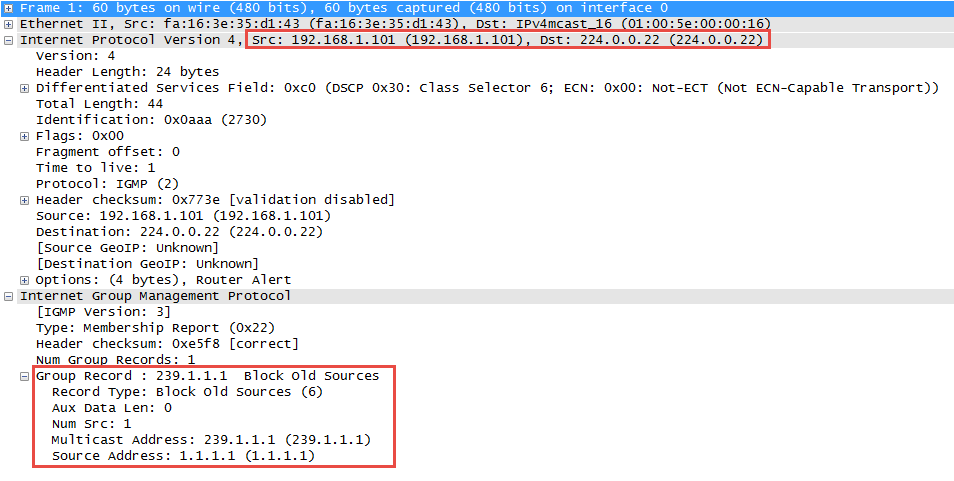 Frame 1: 60 bytes on wire (480 bits), 60 bytes captured (480 bits) on interface 0
Ethernet II, Src: fa:16:3e:35:d1:43 (fa:16:3e:35:d1:43), Dst: IPv4mcast_16 (01:00:5e:00:00:16)
Internet Protocol Version 4, Src: 192.168.1.101 (192.168.1.101), Dst: 224.0.0.22 (224.0.0.22)
Version: 4
Header Length: 24 bytes
Differentiated Services Field: 0xc0 (DSCP 0x30: Class Selector 6; ECN: 0x00: Not-ECT (Not ECN-Capable Transport))
Total Length: 44
Identification: 0x0aaa (2730)
Flags: 0x00
Fragment offset: 0
Time to live: 1
Protocol: IGMP (2)
Header checksum: 0x773e [validation disabled]
Source: 192.168.1.101 (192.168.1.101)
Destination: 224.0.0.22 (224.0.0.22)
[Source GeoIP: Unknown]
[Destination GeoIP: Unknown]
Options: (4 bytes), Router Alert
Internet Group Management Protocol
[IGMP Version: 3]
Type: Membership Report (0x22)
Header checksum: 0xe5f8 [correct]
Num Group Records: 1
Group Record : 239.1.1.1  Block Old Sources
Record Type: Block Old Sources (6)
Aux Data Len: 0
Num Src: 1
Multicast Address: 239.1.1.1 (239.1.1.1)
Source Address: 1.1.1.1 (1.1.1.1)